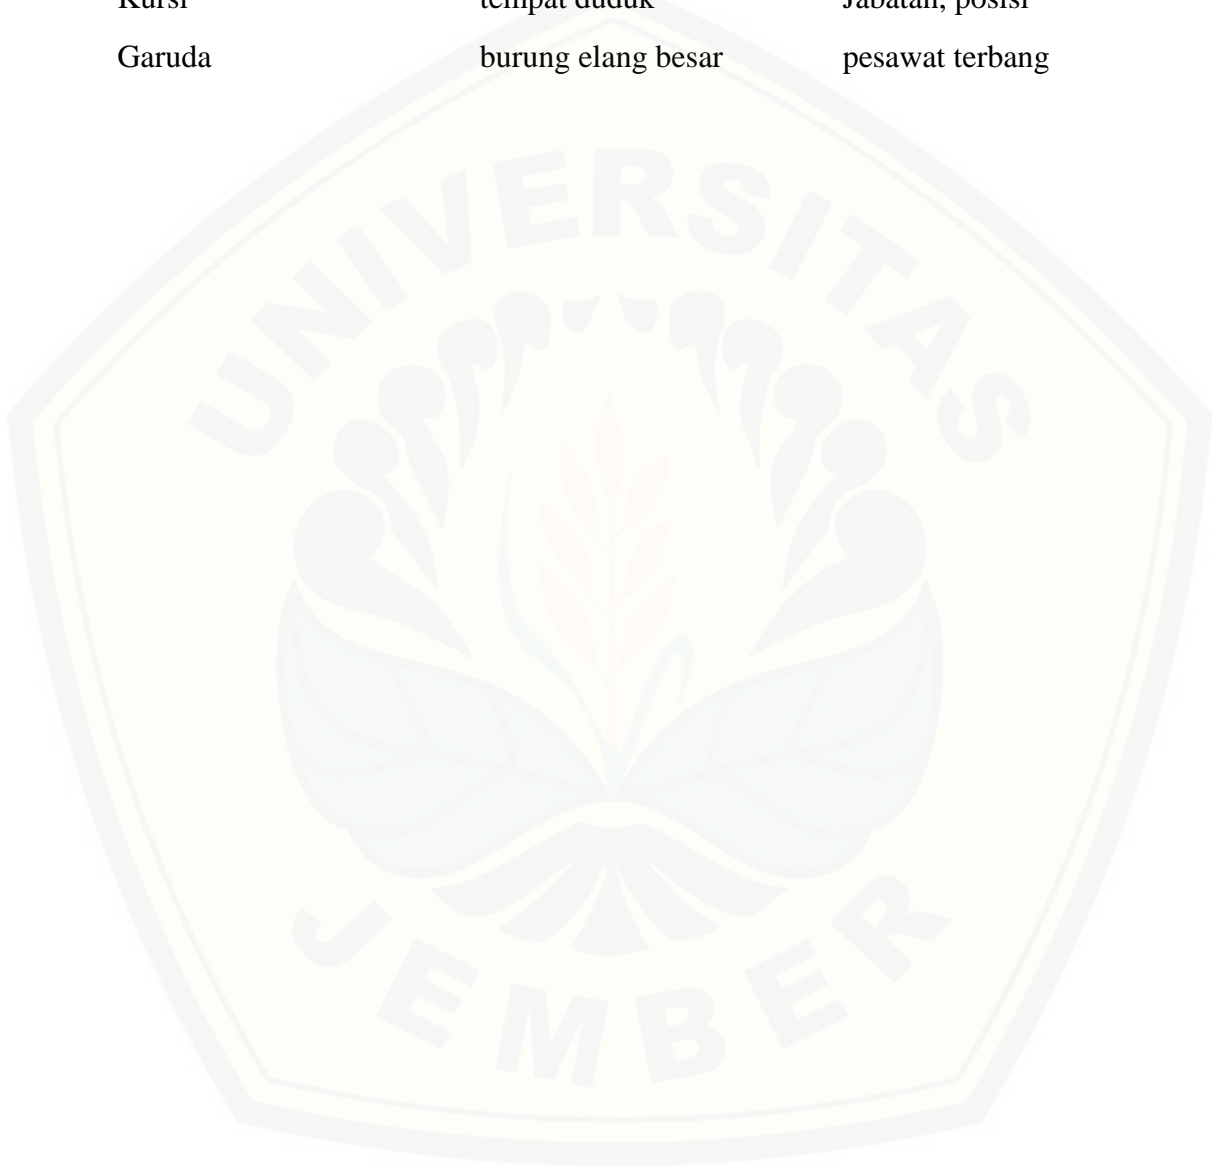 Kursi tempat duduk Jabatan, posisi
Garuda burung elang besar pesawat terbang
UNIVERSITAS
JEMBER